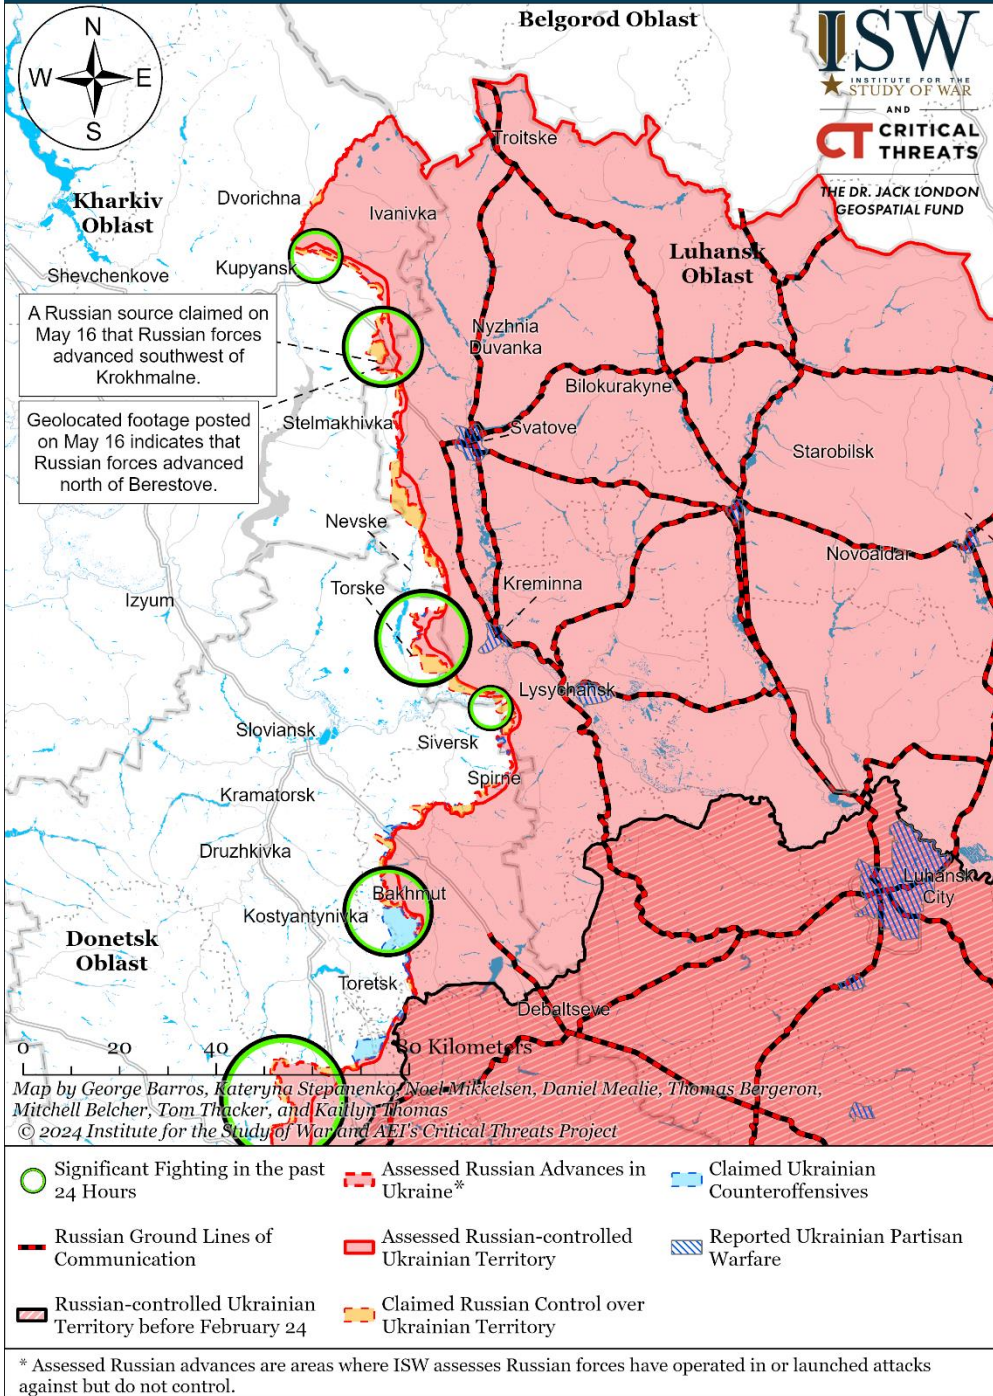 Belgorod Oblast
N
W E
S
ISW
INSTITUTE FOR THE
STUDY OF WAR
AND
CT CRITICAL
THREATS
THE DR. JACK LONDON
GEOSPATIAL FUND
Troitske
Dvorichna
Kharkiv
Oblast
Ivanivka
Luhansk
Oblast
Kupyansk
Shevchenkove
A Russian source claimed on
May 16 that Russian forces
advanced southwest of
Krokhmalne.
Nyzhnia
Duvanka
Bilokurakyne
Geolocated footage posted
on May 16 indicates that
Russian forces advanced
north of Berestove.
Stelmakhivka
Svatove
Starobilsk
Nevske
Novoaidar
Torske
Kreminna
Izyum
Lysychansk
Sloviansk
Siversk
Spirne
Kramatorsk
Druzhkivka
Luhansk
City
Bakhmut
Kostyantynivka
Donetsk
Oblast
Toretsk
Debaltseve
0 20 40 80 Kilometers
Map by George Barros, Kateryna Stepanenko, Noel Mikkelsen, Daniel Mealie, Thomas Bergeron,
Mitchell Belcher, Tom Thacker, and Kaitlyn Thomas
© 2024 Institute for the Study of War and AEI's Critical Threats Project
Significant Fighting in the past
24 Hours
Assessed Russian Advances in
Ukraine*
Claimed Ukrainian
Counteroffensives
Russian Ground Lines of
Communication
Assessed Russian-controlled
Ukrainian Territory
Reported Ukrainian Partisan
Warfare
Russian-controlled Ukrainian
Territory before February 24
Claimed Russian Control over
Ukrainian Territory
* Assessed Russian advances are areas where ISW assesses Russian forces have operated in or launched attacks
against but do not control.